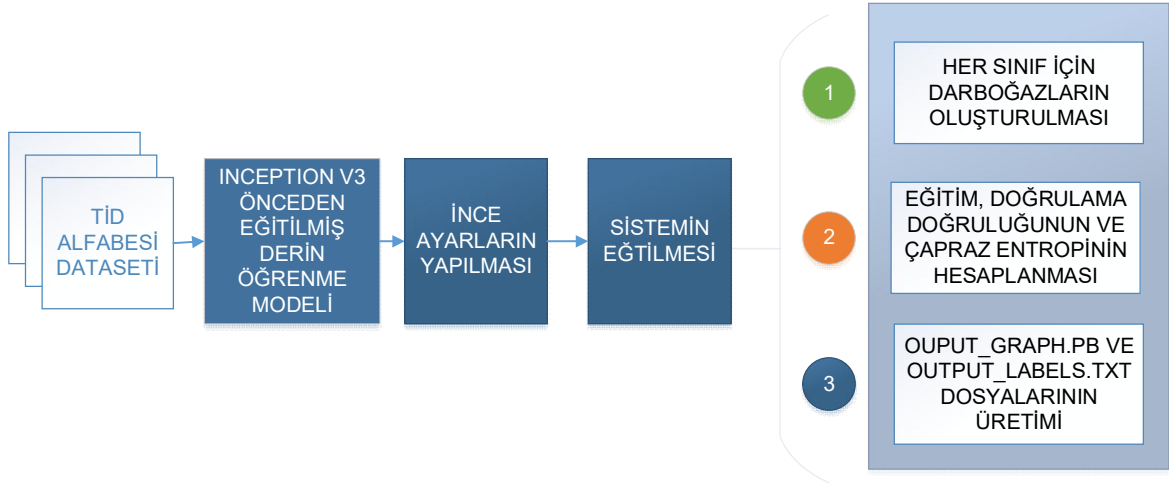 TİD
ALFABESİ
DATASETİ
INCEPTION V3
ÖNCEDEN
EĞİTİLMİŞ
DERİN
ÖĞRENME
MODELİ
İNCE
AYARLARIN
YAPILMASI
SİSTEMİN
EĞTİLMESİ
1
HER SINIF İÇİN
DARBOĞAZLARIN
OLUŞTURULMASI
2
EĞİTİM, DOĞRULAMA
DOĞRULUĞUNUN VE
ÇAPRAZ ENTROPİNİN
HESAPLANMASI
3
OUPUT_GRAPH.PB VE
OUTPUT_LABELS.TXT
DOSYALARININ
ÜRETİMİ